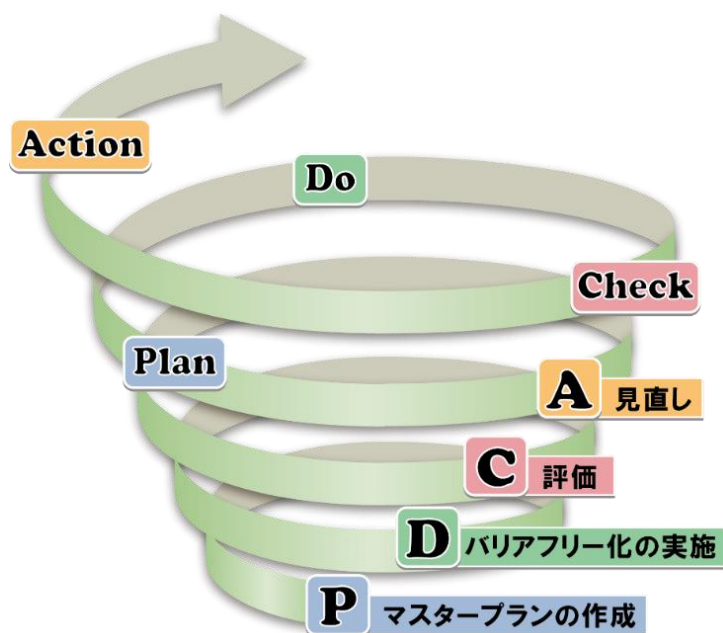 Action
Do
Check
Plan
A 見直し
C 評価
D バリアフリー化の実施
P マスタープランの作成